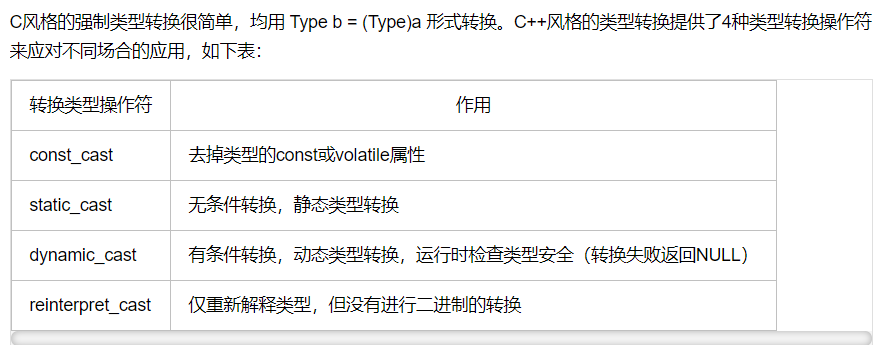 C风格的强制类型转换很简单，均用 Type b = (Type)a 形式转换。C++风格的类型转换提供了4种类型转换操作符
来应对不同场合的应用，如下表：
转换类型操作符 作用
const_cast 去掉类型的const或volatile属性
static_cast 无条件转换，静态类型转换
dynamic_cast 有条件转换，动态类型转换，运行时检查类型安全（转换失败返回NULL）
reinterpret_cast 仅重新解释类型，但没有进行二进制的转换